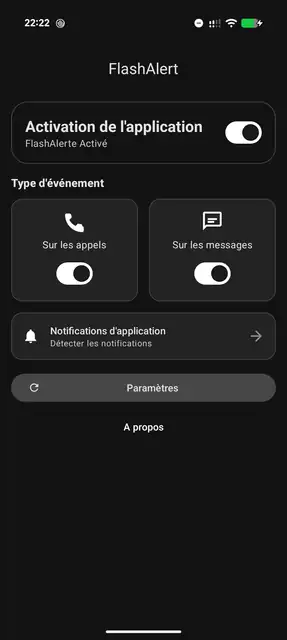 22:22
FlashAlert
Activation de l'application
FlashAlerte Activé
Type d'événement
Sur les appels
Sur les messages
Notifications d'application
Détecter les notifications
Paramètres
A propos